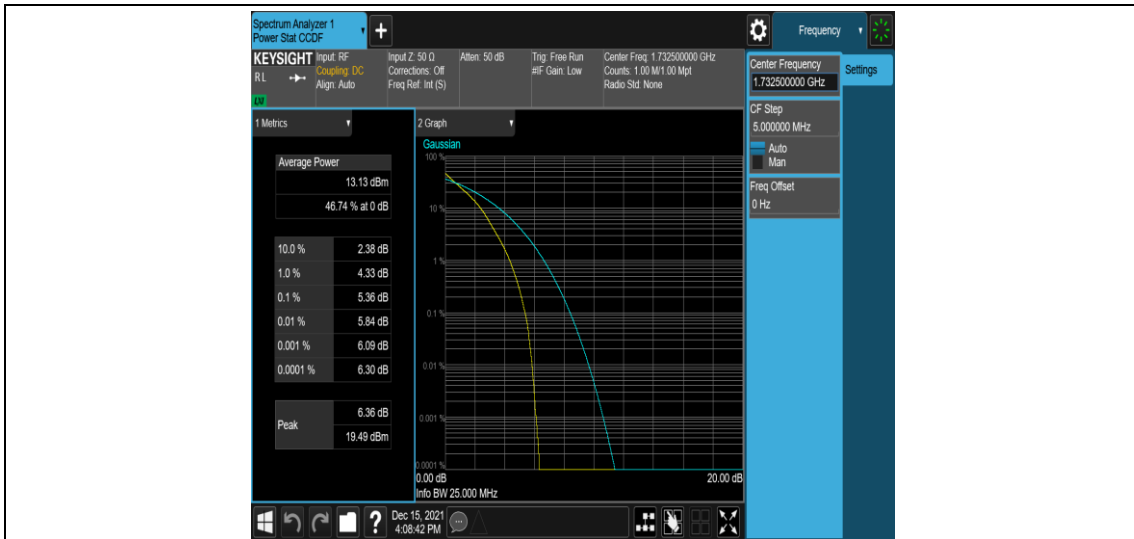 Spectrum Analyzer 1
Power Stat CCDF
+
Frequency
KEYSIGHT
RL
Input: RF
Coupling: DC
Align: Auto
Input Z: 50 Ω
Corrections: Off
Freq Ref: Int (S)
Atten: 50 dB
Trig: Free Run
#IF Gain: Low
Center Freq: 1.732500000 GHz
Counts: 1.00 M/1.00 Mpt
Radio Std: None
Center Frequency
1.732500000 GHz
Settings
CF Step
5.000000 MHz
Auto
Man
Freq Offset
0 Hz
1 Metrics
Average Power
13.13 dBm
46.74 % at 0 dB
10.0 % 2.38 dB
1.0 % 4.33 dB
0.1 % 5.36 dB
0.01 % 5.84 dB
0.001 % 6.09 dB
0.0001 % 6.30 dB
Peak 6.36 dB
19.49 dBm
2 Graph
Gaussian
100 %
10 %
1 %
0.1 %
0.01 %
0.001 %
0.0001 %
0.00 dB 20.00 dB
Info BW 25.000 MHz
?
Dec 15, 2021
4:08:42 PM